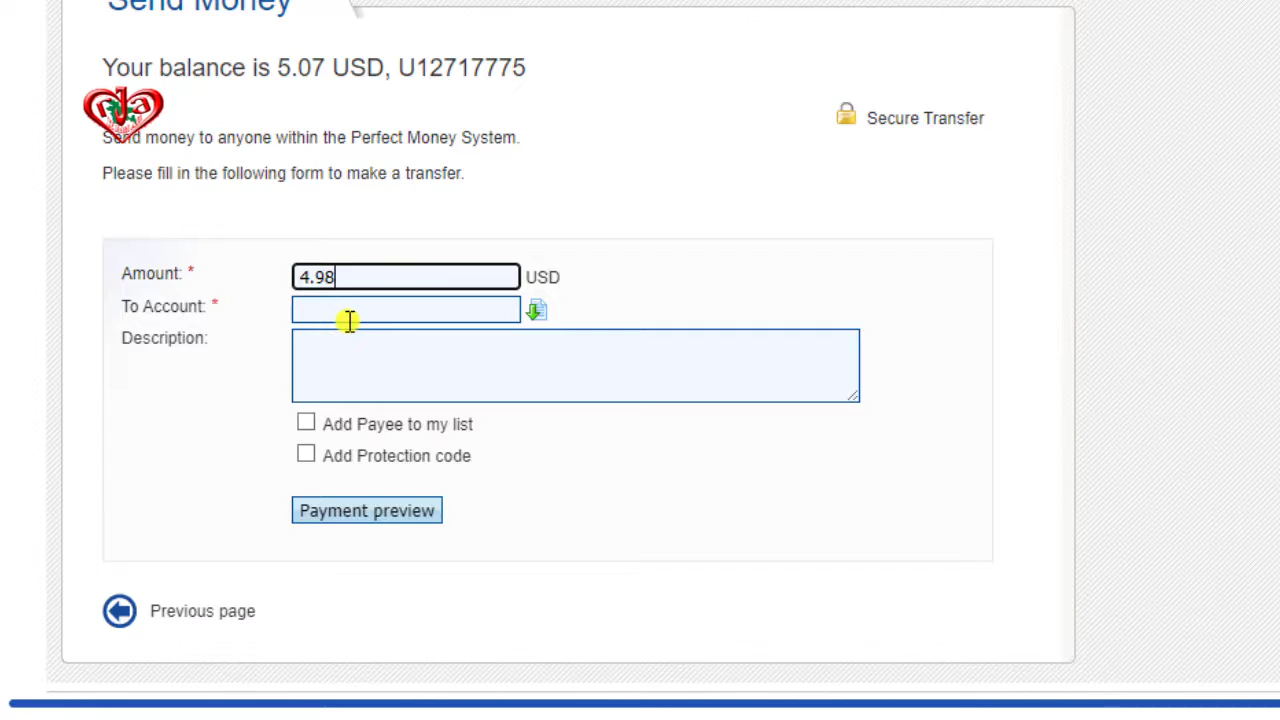 Send Money
Your balance is 5.07 USD, U12717775
Secure Transfer
Send money to anyone within the Perfect Money System.
Please fill in the following form to make a transfer.
Amount: * 4.98 USD
To Account: *
Description:
Add Payee to my list
Add Protection code
Payment preview
Previous page